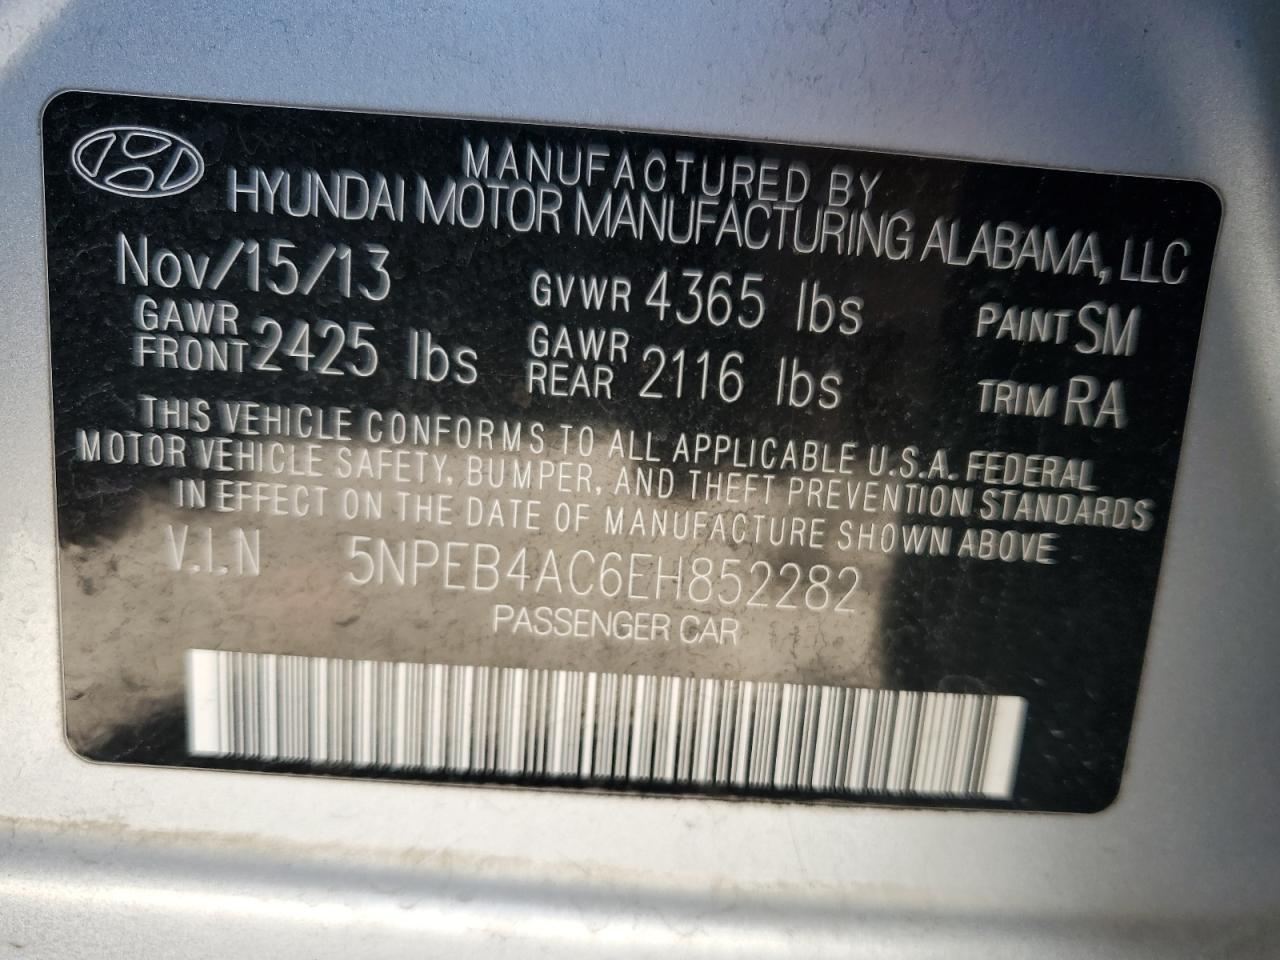 MANUFACTURED BY
HYUNDAI MOTOR MANUFACTURING ALABAMA, LLC
Nov/15/13 GVWR 4365 lbs PAINT SM
GAWR FRONT 2425 lbs GAWR REAR 2116 lbs TRIM RA
THIS VEHICLE CONFORMS TO ALL APPLICABLE U.S.A. FEDERAL
MOTOR VEHICLE SAFETY, BUMPER, AND THEFT PREVENTION STANDARDS
IN EFFECT ON THE DATE OF MANUFACTURE SHOWN ABOVE
V.I.N 5NPEB4AC6EH852282
PASSENGER CAR